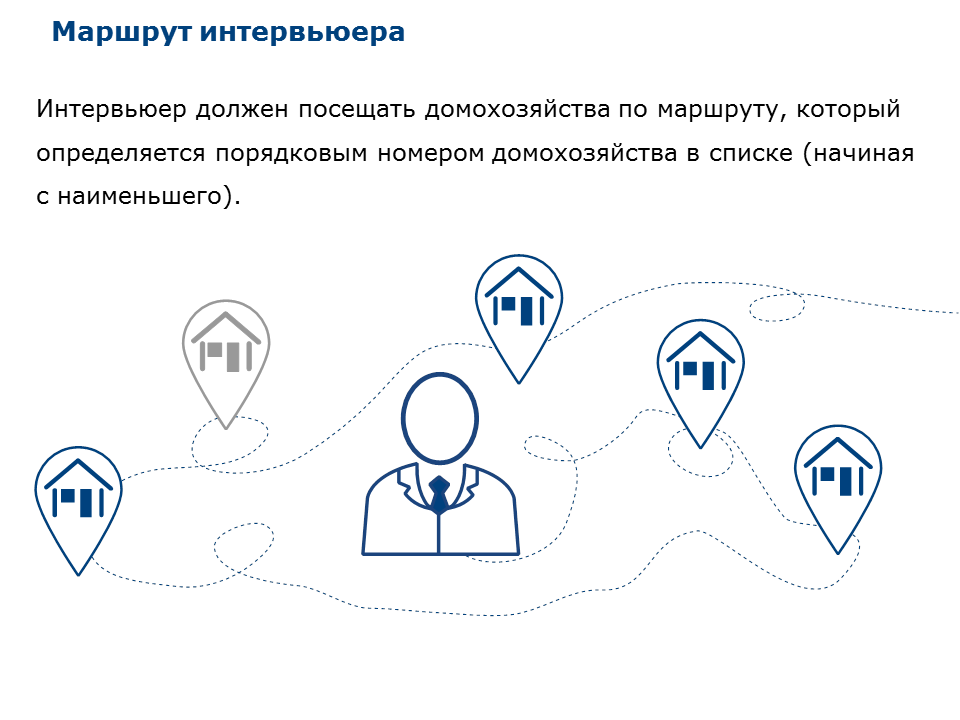 Маршрут интервьюера
Интервьюер должен посещать домохозяйства по маршруту, который
определяется порядковым номером домохозяйства в списке (начиная
с наименьшего).